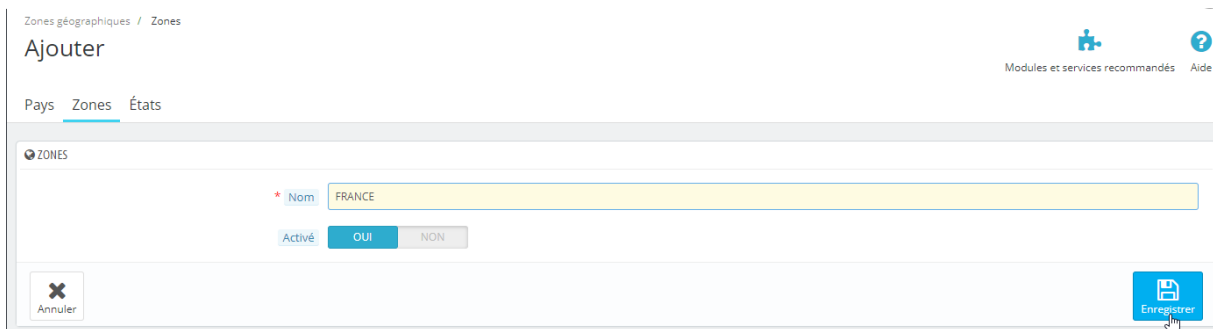 Zones géographiques / Zones
Ajouter
Modules et services recommandés Aide
Pays Zones États
ZONES
* Nom FRANCE
Activé OUI NON
Annuler Enregistrer